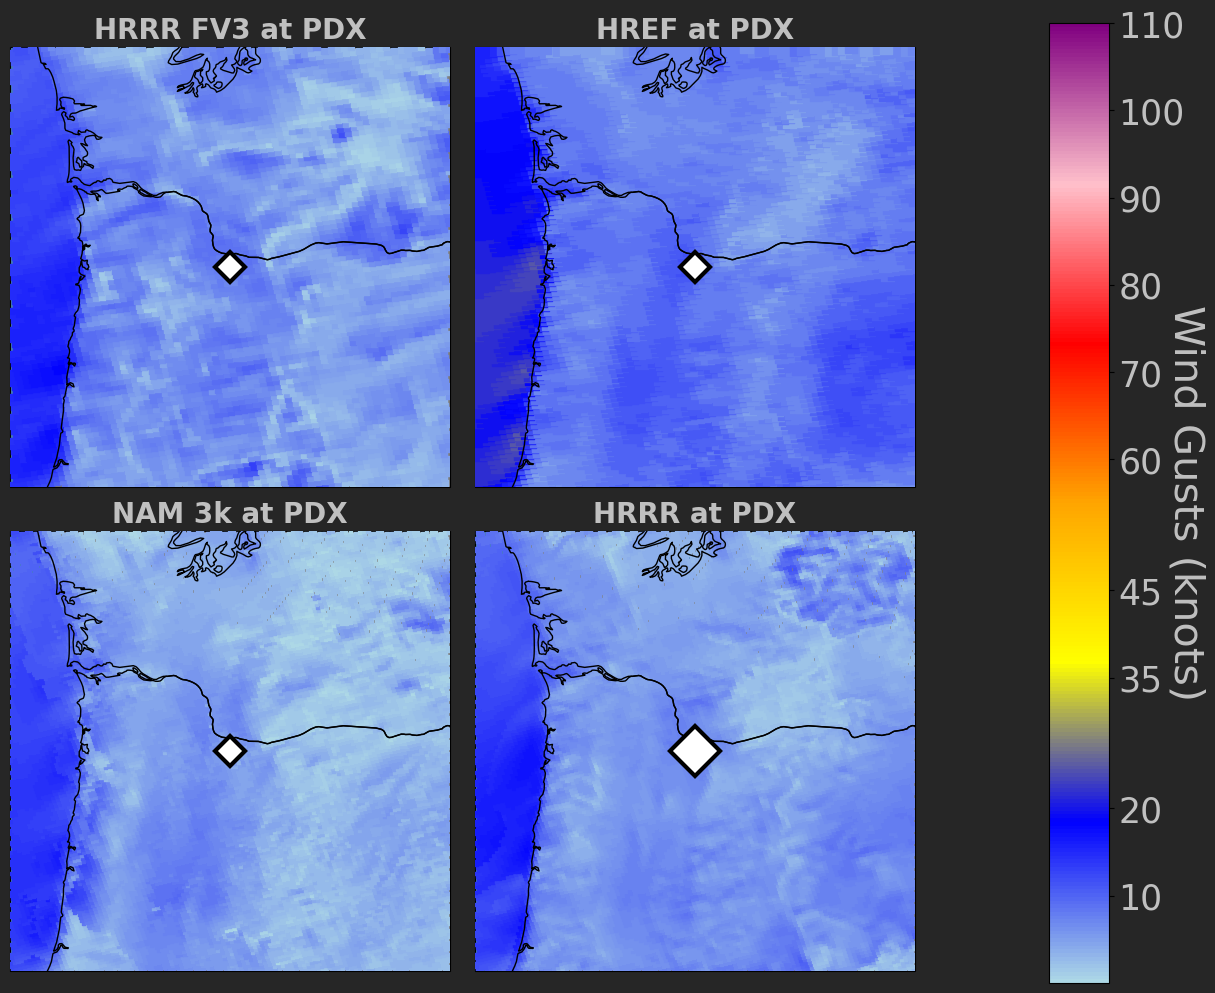 HRRR FV3 at PDX
HREF at PDX
NAM 3k at PDX
HRRR at PDX
110
100
90
80
70
60
45
35
20
10
Wind Gusts (knots)